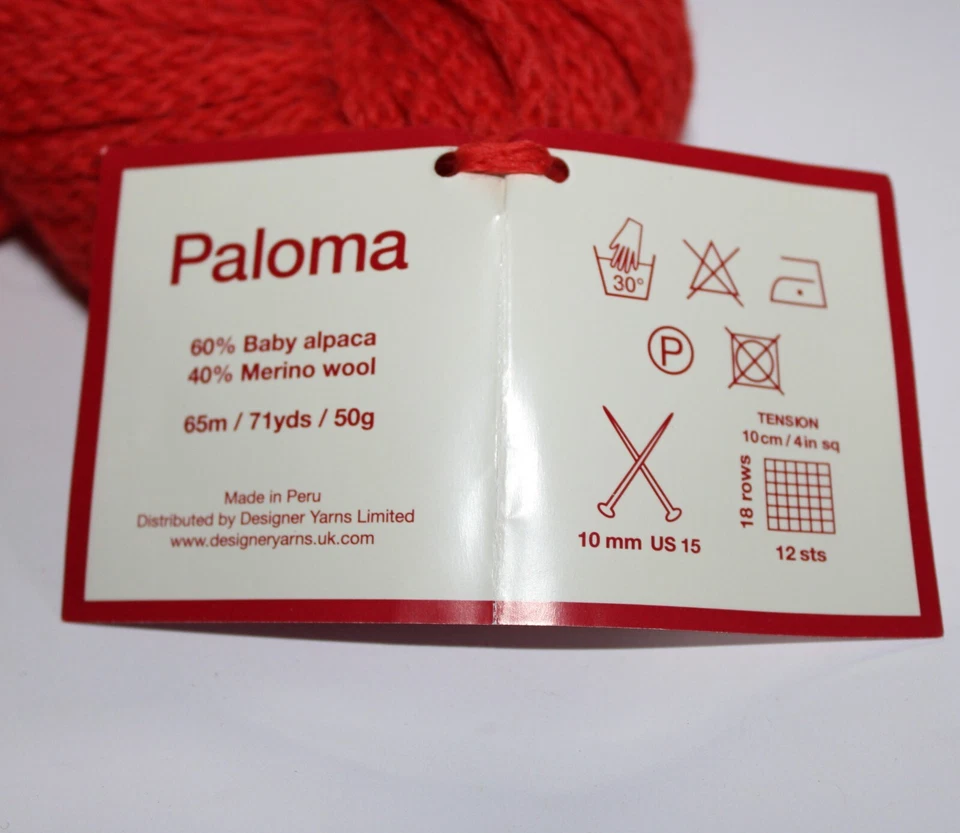 Paloma
60% Baby alpaca
40% Merino wool
65m / 71yds / 50g
Made in Peru
Distributed by Designer Yarns Limited
www.designeryarns.uk.com
30°
P
10 mm US 15
TENSION
10cm / 4in sq
18 rows
12 sts